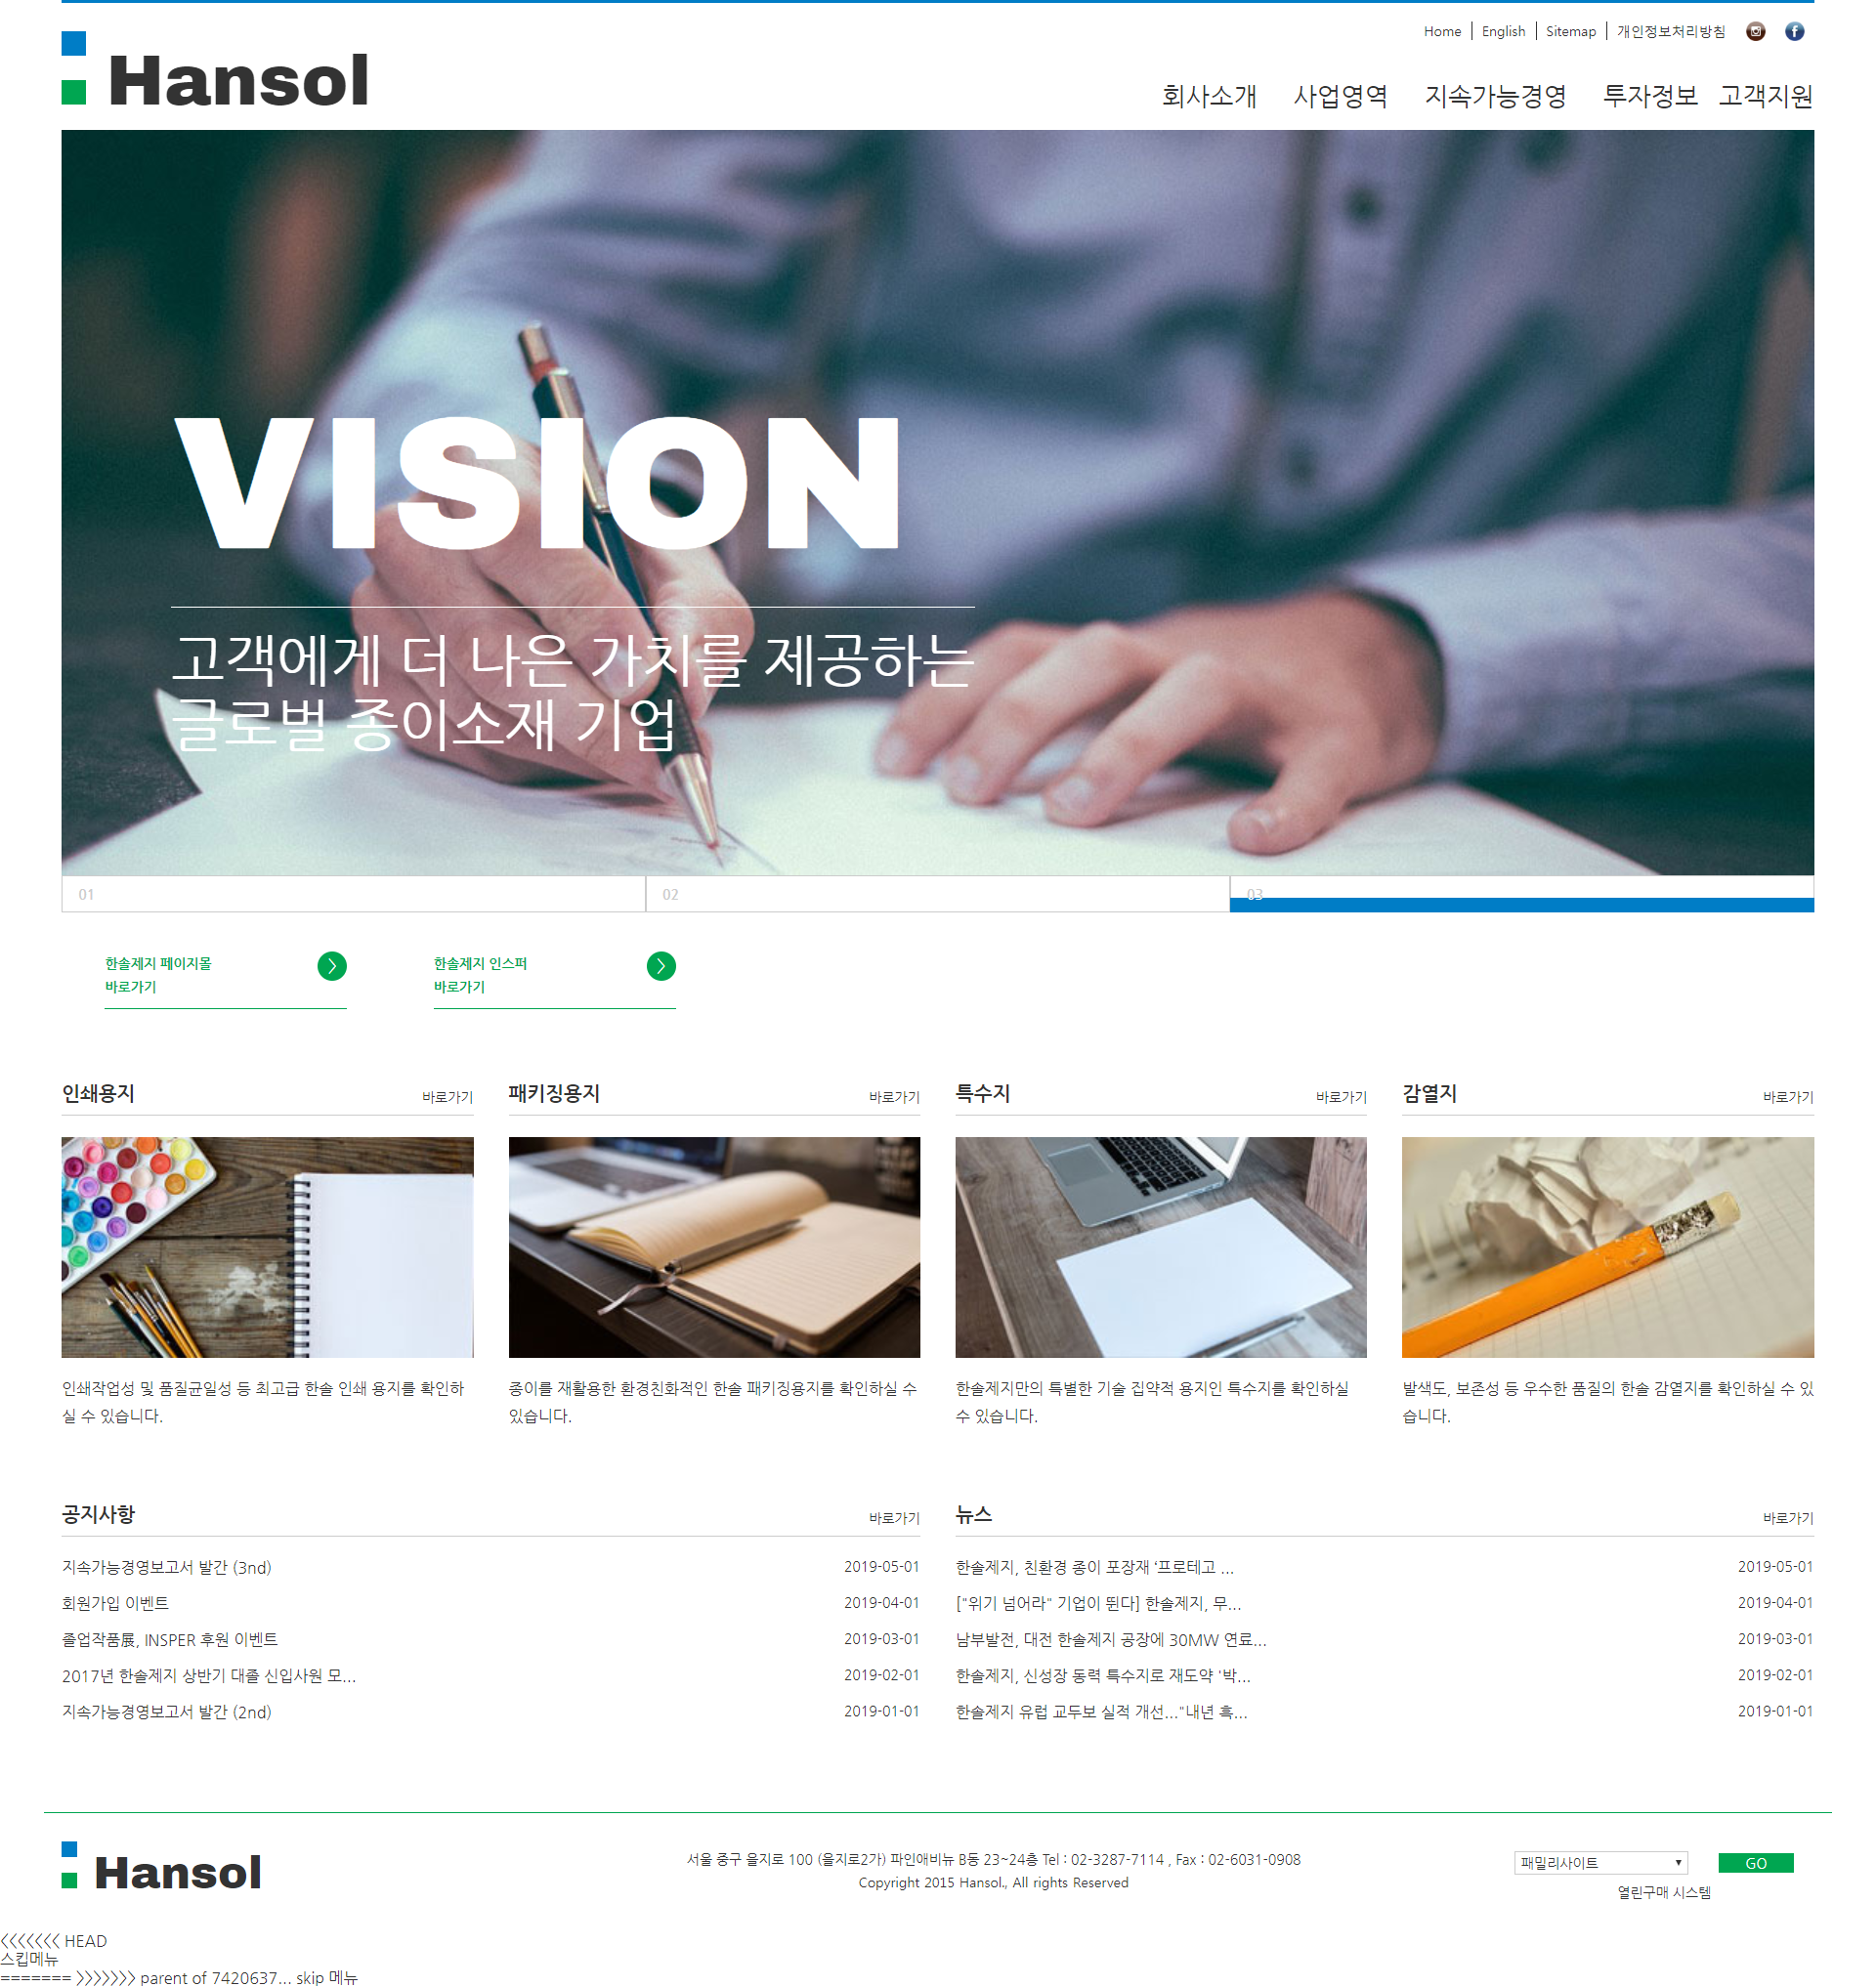 Home English Sitemap 개인정보처리방침
Hansol
회사소개 사업영역 지속가능경영 투자정보 고객지원
VISION
고객에게 더 나은 가치를 제공하는
글로벌 종이소재 기업
01 02 03
한솔제지 페이지몰
바로가기
한솔제지 인스퍼
바로가기
인쇄용지 바로가기
인쇄작업성 및 품질균일성 등 최고급 한솔 인쇄 용지를 확인하
실 수 있습니다.
패키징용지 바로가기
종이를 재활용한 환경친화적인 한솔 패키징용지를 확인하실 수
있습니다.
특수지 바로가기
한솔제지만의 특별한 기술 집약적 용지인 특수지를 확인하실
수 있습니다.
감열지 바로가기
발색도, 보존성 등 우수한 품질의 한솔 감열지를 확인하실 수 있
습니다.
공지사항 바로가기
지속가능경영보고서 발간 (3nd) 2019-05-01
회원가입 이벤트 2019-04-01
졸업작품展, INSPER 후원 이벤트 2019-03-01
2017년 한솔제지 상반기 대졸 신입사원 모... 2019-02-01
지속가능경영보고서 발간 (2nd) 2019-01-01
뉴스 바로가기
한솔제지, 친환경 종이 포장재 ‘프로테고 ... 2019-05-01
["위기 넘어라" 기업이 뛴다] 한솔제지, 무... 2019-04-01
남부발전, 대전 한솔제지 공장에 30MW 연료... 2019-03-01
한솔제지, 신성장 동력 특수지로 재도약 '박... 2019-02-01
한솔제지 유럽 교두보 실적 개선..."내년 흑... 2019-01-01
Hansol
서울 중구 을지로 100 (을지로2가) 파인애비뉴 B동 23~24층 Tel : 02-3287-7114 , Fax : 02-6031-0908
Copyright 2015 Hansol., All rights Reserved
패밀리사이트 GO
열린구매 시스템
<<<<<<< HEAD
스킵메뉴
======= >>>>>>> parent of 7420637... skip 메뉴